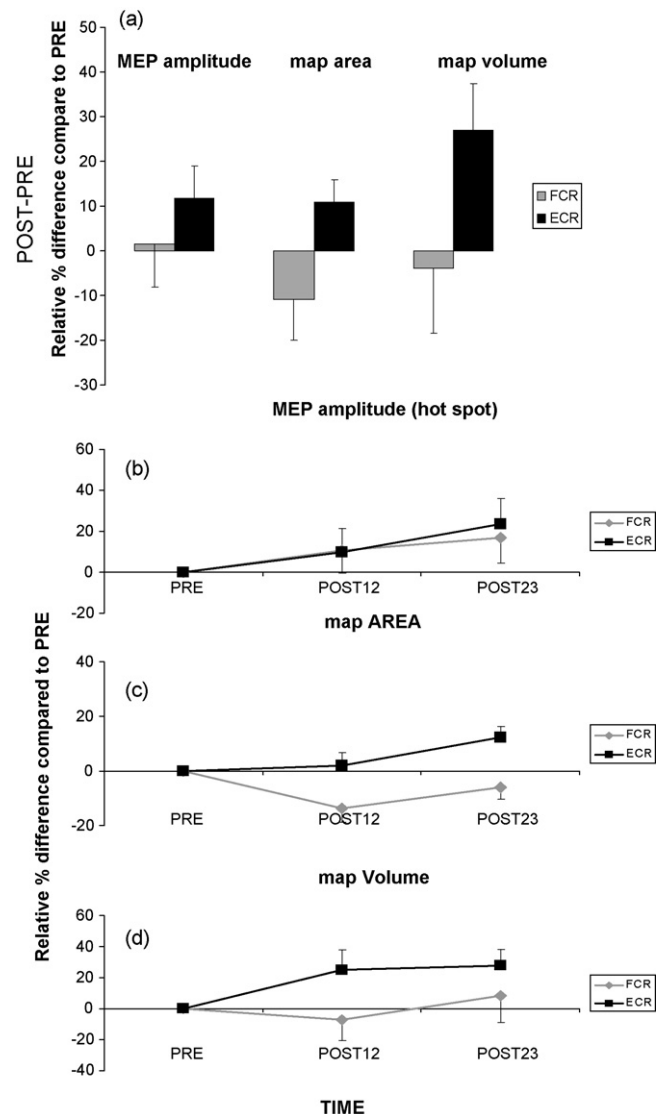 (a)
50
40
30
20
10
0
-10
-20
-30
MEP amplitude map area map volume
POST-PRE
Relative % difference compare to PRE
FCR
ECR
MEP amplitude (hot spot)
(b)
60
40
20
0
-20
PRE POST12 POST23
FCR
ECR
map AREA
(c)
40
20
0
-20
PRE POST12 POST23
FCR
ECR
Relative % difference compared to PRE
map Volume
(d)
60
40
20
0
-20
-40
PRE POST12 POST23
FCR
ECR
TIME